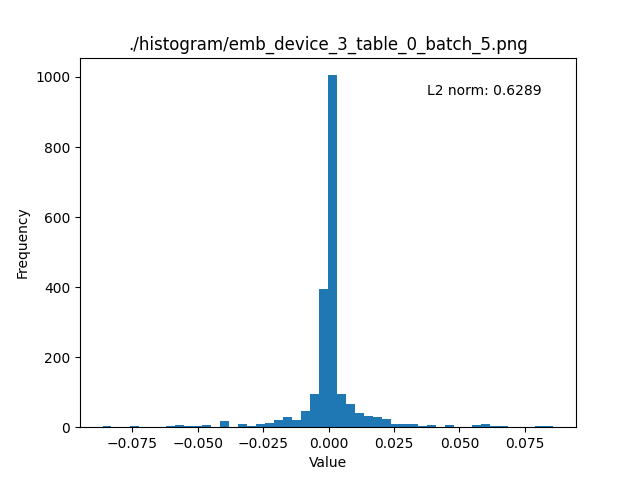 ./histogram/emb_device_3_table_0_batch_5.png
L2 norm: 0.6289
1000
800
600
400
200
0
Frequency
−0.075 −0.050 −0.025 0.000 0.025 0.050 0.075
Value